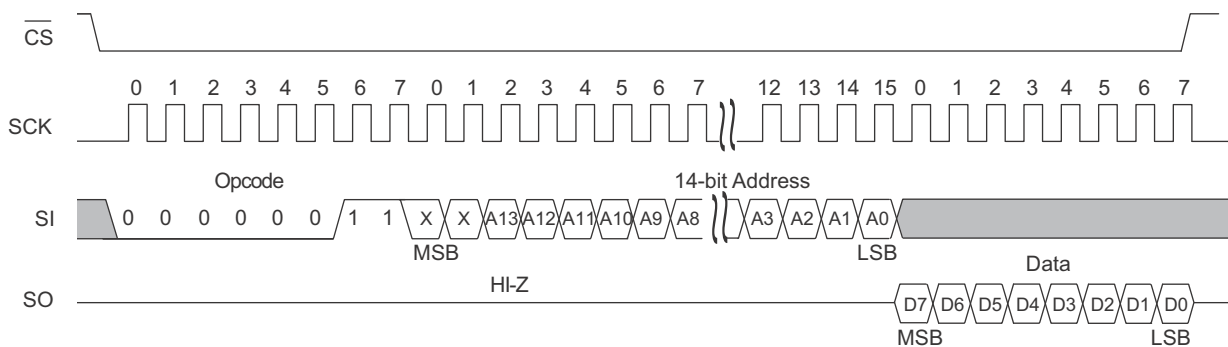 CS
0 1 2 3 4 5 6 7 0 1 2 3 4 5 6 7 12 13 14 15 0 1 2 3 4 5 6 7
SCK
Opcode 14-bit Address
SI 0 0 0 0 0 0 1 1 X X A13 A12 A11 A10 A9 A8 A3 A2 A1 A0
MSB LSB
HI-Z Data
SO D7 D6 D5 D4 D3 D2 D1 D0
MSB LSB